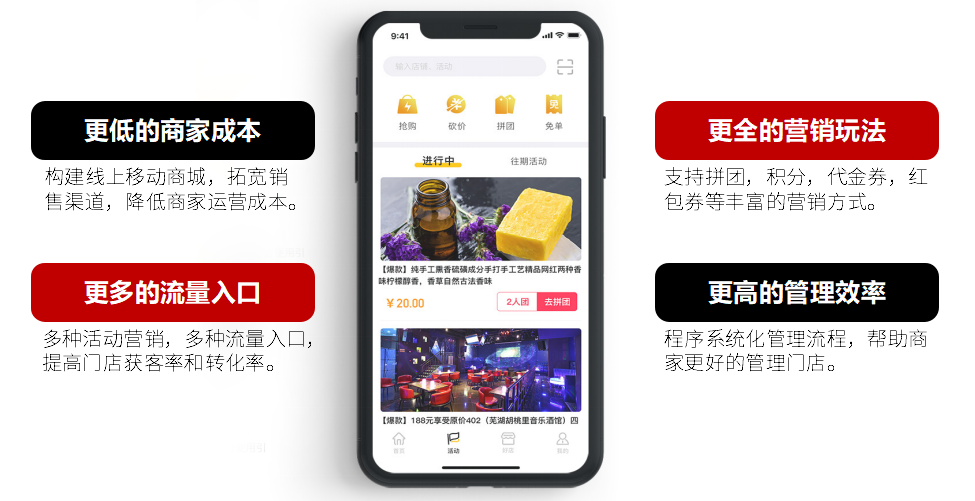 更低的商家成本
构建线上移动商城，拓宽销
售渠道，降低商家运营成本。
更多的流量入口
多种活动营销，多种流量入口，
提高门店获客率和转化率。
9:41
输入店铺、活动
抢购
砍价
拼团
免
免单
进行中
往期活动
【爆款】纯手工熏香硫磺成分手打手工艺精品网红两种香
味柠檬醇香，香草自然古法香味
￥20.00
2人团
去拼团
【爆款】188元享受原价402（芜湖胡桃里音乐酒馆）四
首页
活动
我的
更全的营销玩法
支持拼团，积分，代金券，红
包券等丰富的营销方式。
更高的管理效率
程序系统化管理流程，帮助商
家更好的管理门店。